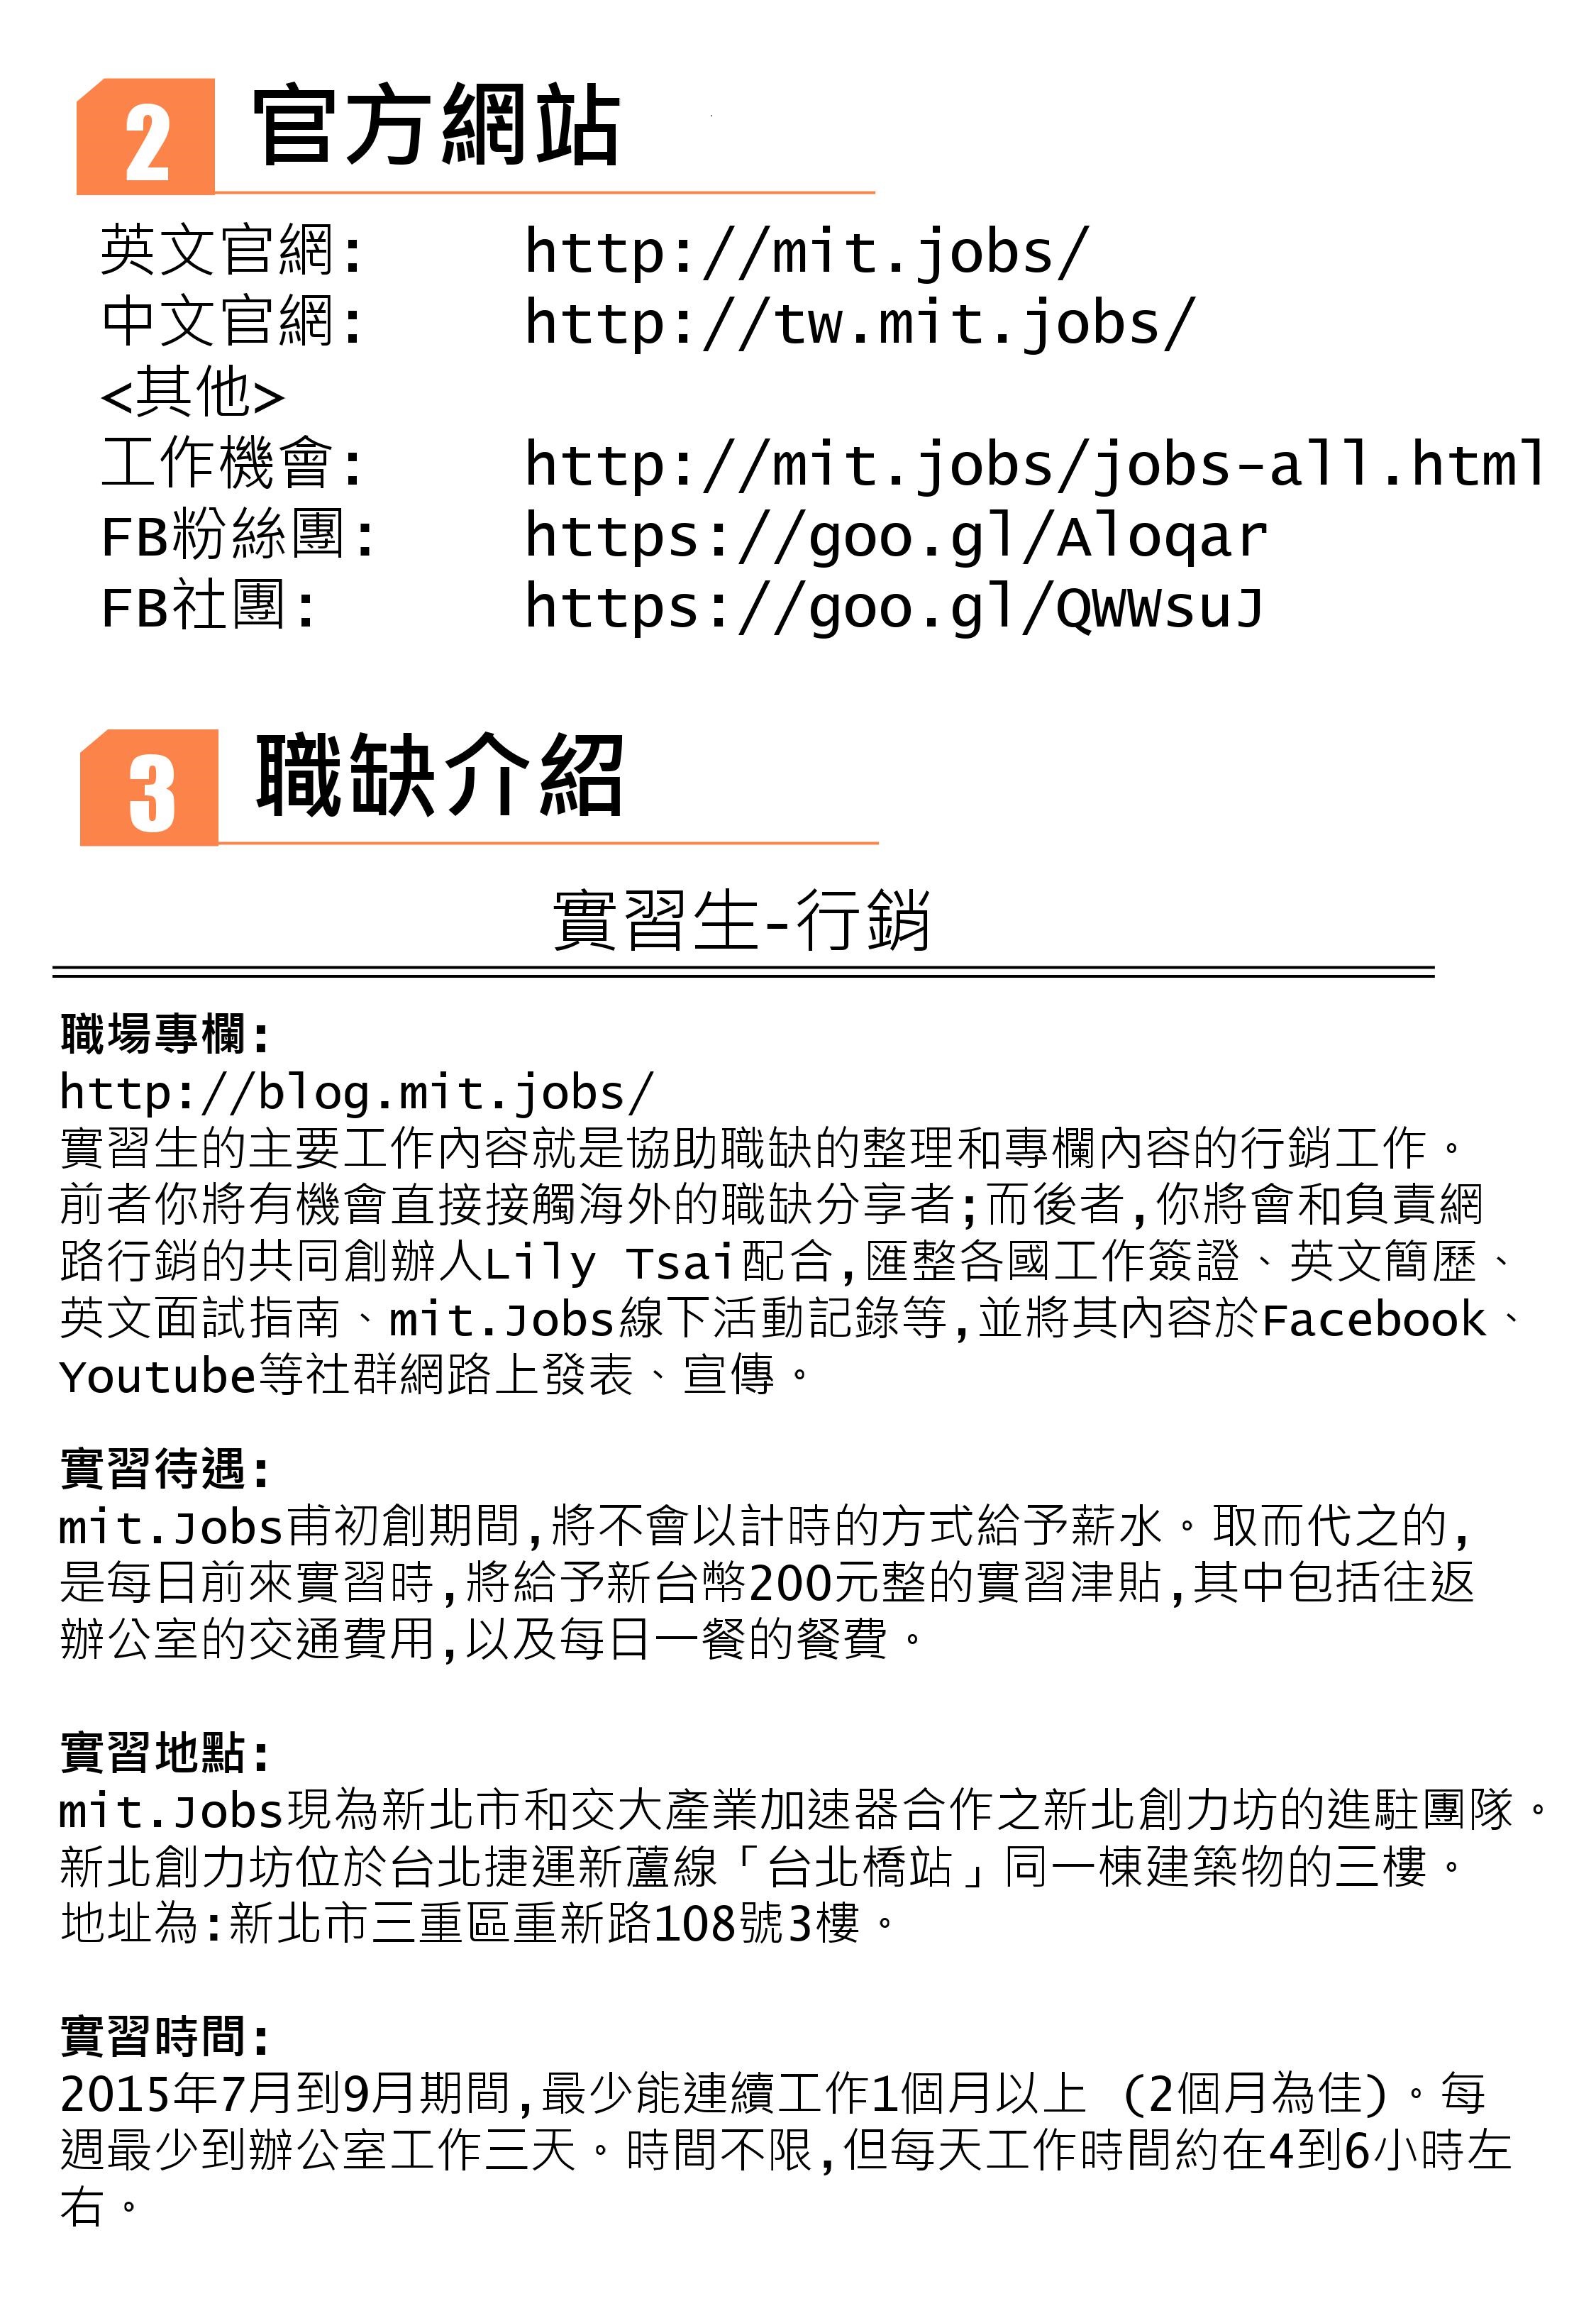 2 官方網站
英文官網: http://mit.jobs/
中文官網: http://tw.mit.jobs/
<其他>
工作機會: http://mit.jobs/jobs-all.html
FB粉絲團: https://goo.gl/Aloqar
FB社團: https://goo.gl/QWWsuJ
3 職缺介紹
實習生-行銷
職場專欄:
http://blog.mit.jobs/
實習生的主要工作內容就是協助職缺的整理和專欄內容的行銷工作。
前者你將有機會直接接觸海外的職缺分享者;而後者,你將會和負責網
路行銷的共同創辦人Lily Tsai配合,匯整各國工作簽證、英文簡歷、
英文面試指南、mit.Jobs線下活動記錄等,並將其內容於Facebook、
Youtube等社群網路上發表、宣傳。
實習待遇:
mit.Jobs甫初創期間,將不會以計時的方式給予薪水。取而代之的,
是每日前來實習時,將給予新台幣200元整的實習津貼,其中包括往返
辦公室的交通費用,以及每日一餐的餐費。
實習地點:
mit.Jobs現為新北市和交大產業加速器合作之新北創力坊的進駐團隊。
新北創力坊位於台北捷運新蘆線「台北橋站」同一棟建築物的三樓。
地址為:新北市三重區重新路108號3樓。
實習時間:
2015年7月到9月期間,最少能連續工作1個月以上 (2個月為佳)。每
週最少到辦公室工作三天。時間不限,但每天工作時間約在4到6小時左
右。